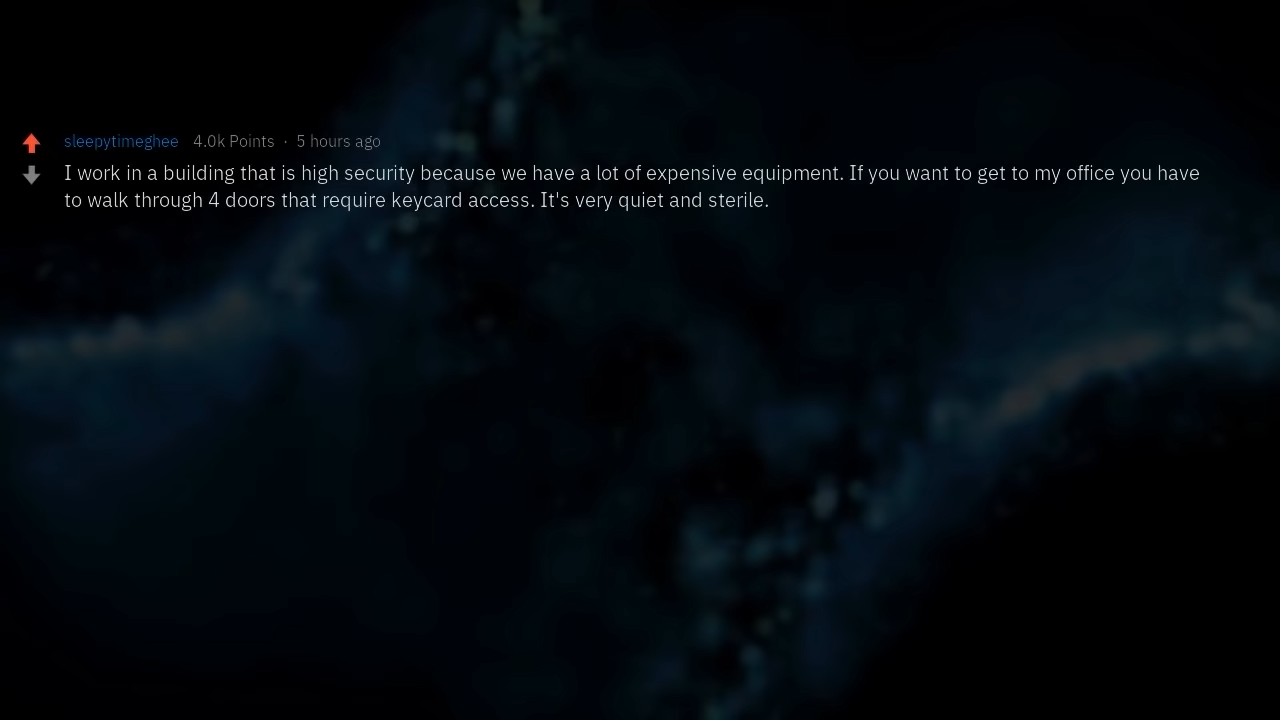 sleepytimeghee 4.0k Points · 5 hours ago
I work in a building that is high security because we have a lot of expensive equipment. If you want to get to my office you have
to walk through 4 doors that require keycard access. It's very quiet and sterile.